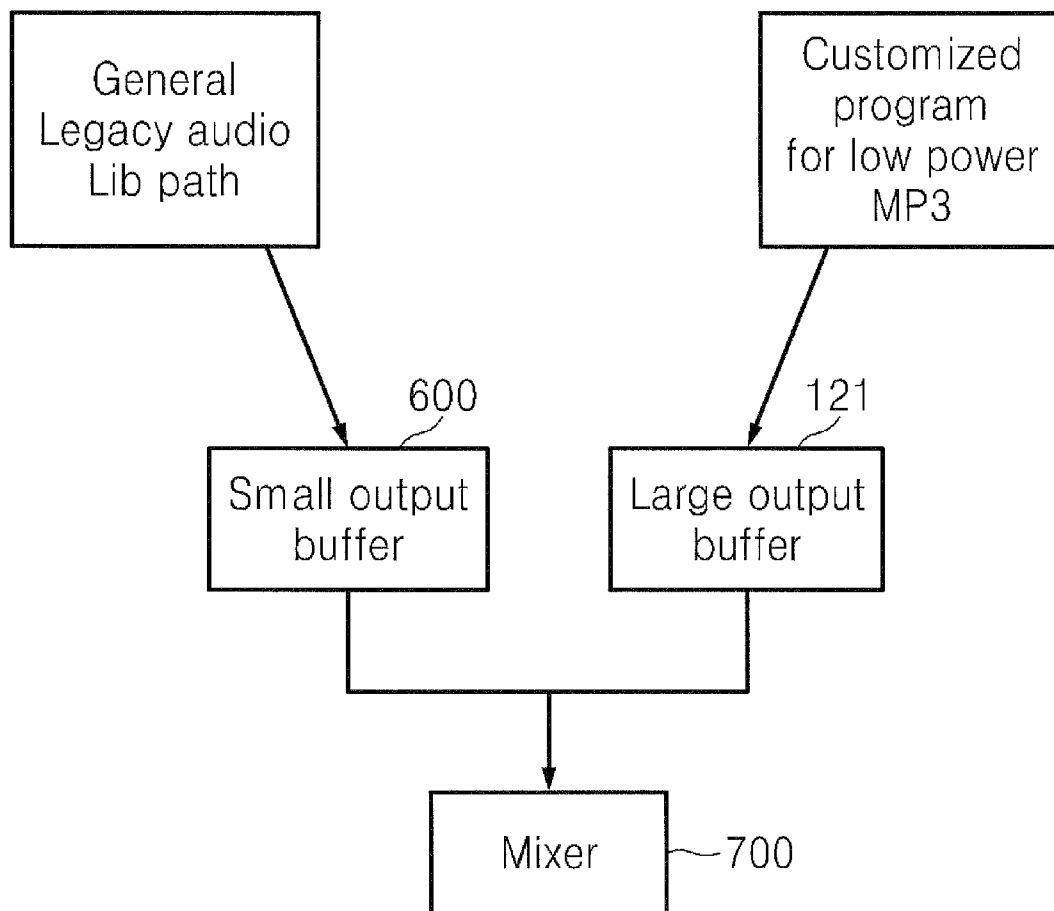 General
Legacy audio
Lib path
Customized
program
for low power
MP3
600
Small output
buffer
121
Large output
buffer
Mixer
700